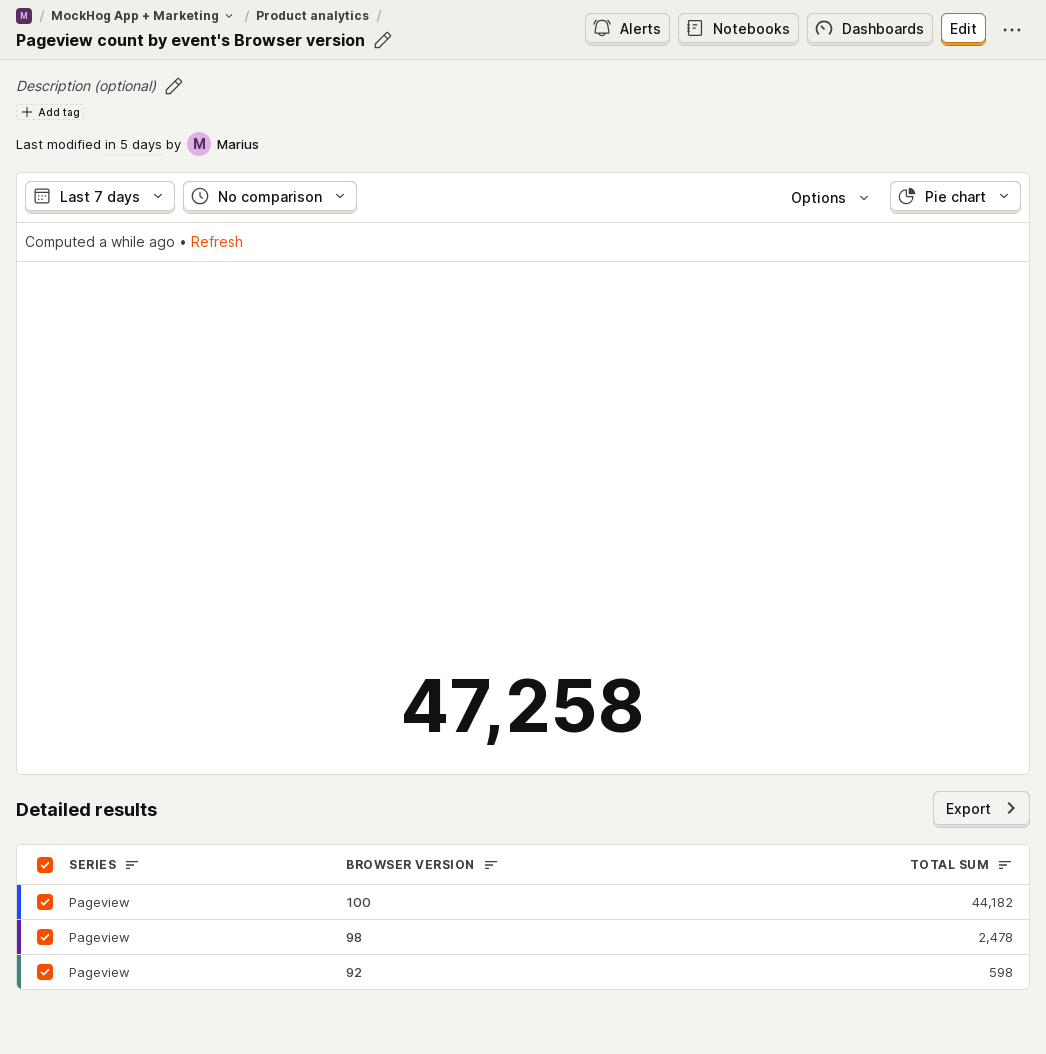 M / MockHog App + Marketing / Product analytics /
Pageview count by event's Browser version
Alerts
Notebooks
Dashboards
Edit
Description (optional)
Add tag
Last modified in 5 days by M Marius
Last 7 days
No comparison
Options
Pie chart
Computed a while ago • Refresh
47,258
Detailed results
Export
SERIES BROWSER VERSION TOTAL SUM
Pageview 100 44,182
Pageview 98 2,478
Pageview 92 598